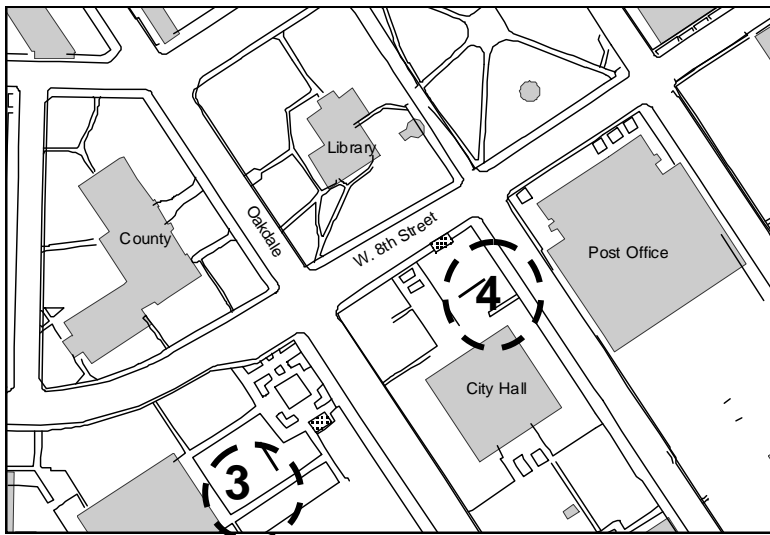 Library
Oakdale
W. 8th Street
County
Post Office
4
City Hall
3